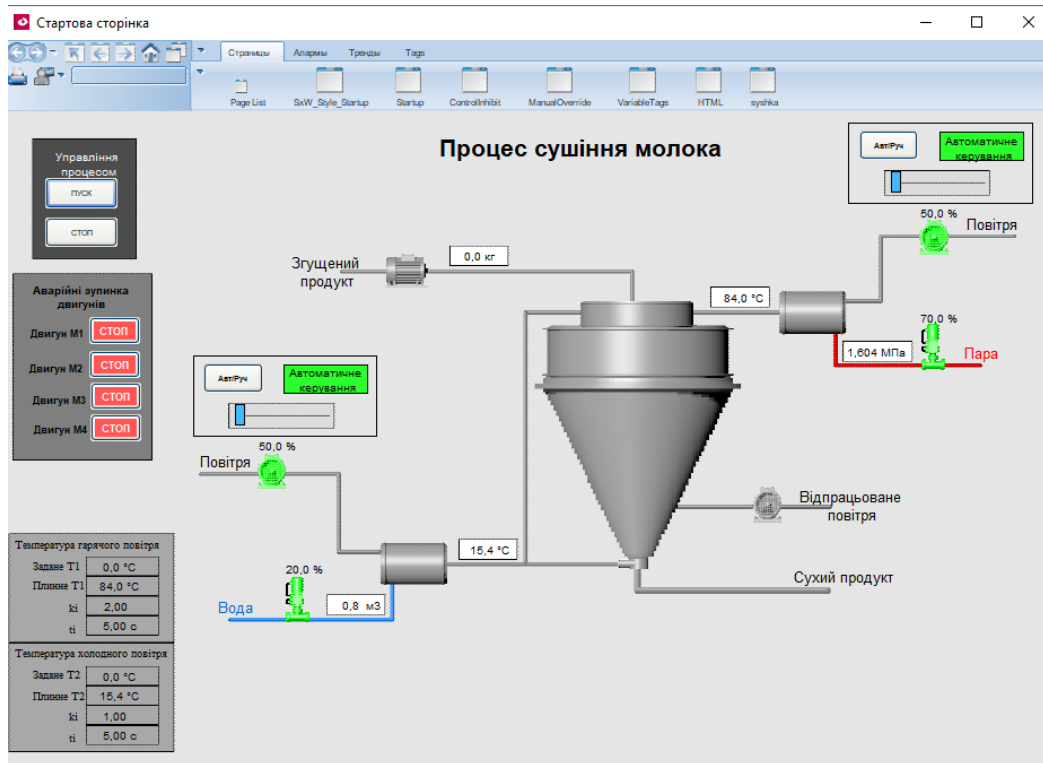 Стартова сторінка
Страницы Алармы Тренды Tags
Page List SxW_Style_Startup Startup ControlInhibit ManualOverride VariableTags HTML syshka
Процес сушіння молока
Управління
процесом
ПУСК
СТОП
Авт/Руч
Автоматичне
керування
50,0 %
Повітря
Згущений
продукт
0,0 кг
84,0 °C
70,0 %
1,604 МПа
Пара
Аварійні зупинка
двигунів
Двигун М1 СТОП
Двигун М2 СТОП
Двигун М3 СТОП
Двигун М4 СТОП
Авт/Руч
Автоматичне
керування
50,0 %
Повітря
Відпрацьоване
повітря
15,4 °C
20,0 %
Вода
0,8 м3
Сухий продукт
Температура гарячого повітря
Задане Т1 0,0 °C
Плинне Т1 84,0 °C
ki 2,00
ti 5,00 с
Температура холодного повітря
Задане Т2 0,0 °C
Плинне Т2 15,4 °C
ki 1,00
ti 5,00 с